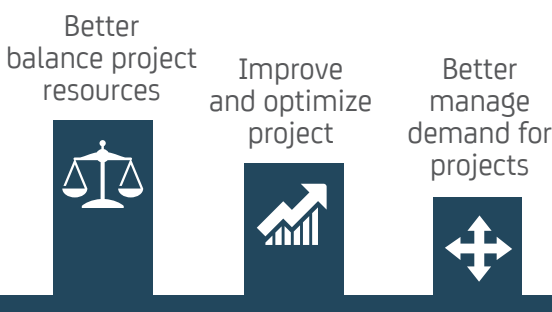 Better
balance project
resources
Improve
and optimize
project
Better
manage
demand for
projects